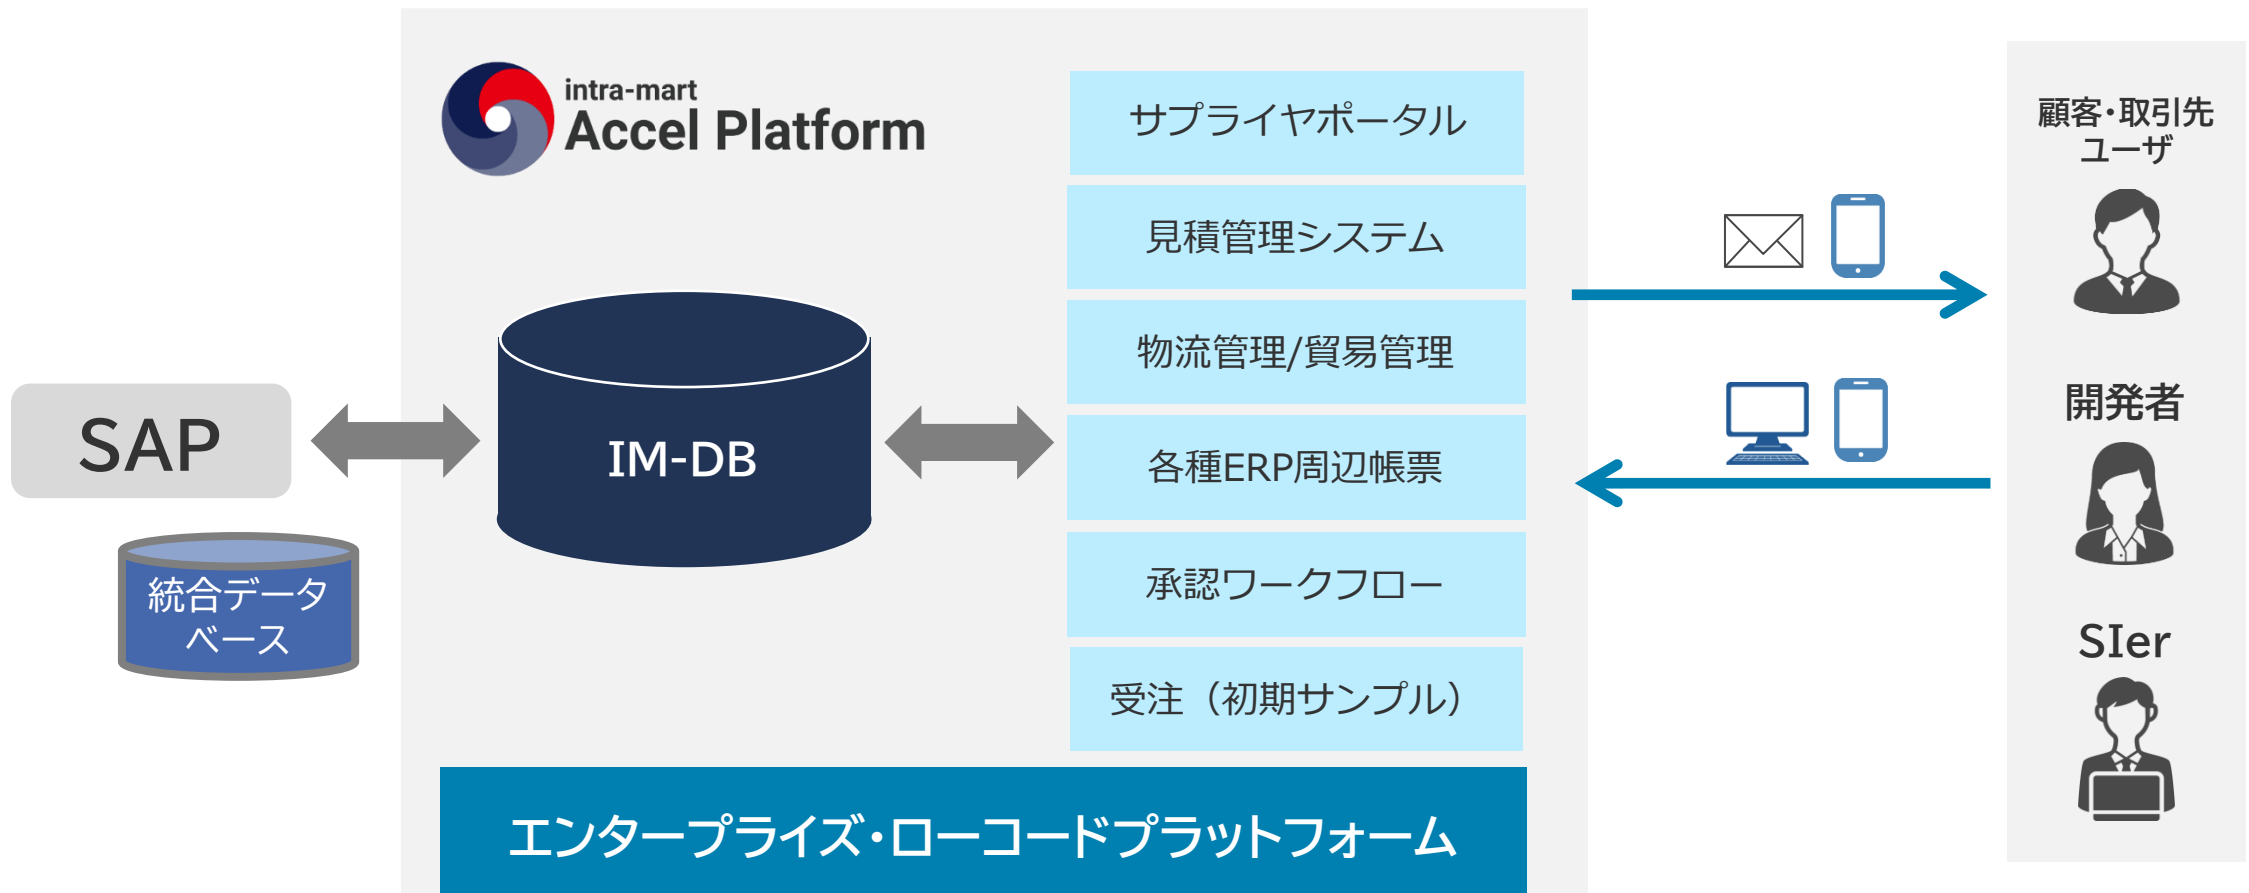 intra-mart
Accel Platform
サプライヤポータル
見積管理システム
物流管理/貿易管理
各種ERP周辺帳票
承認ワークフロー
受注（初期サンプル）
SAP
統合データ
ベース
IM-DB
エンタープライズ・ローコードプラットフォーム
顧客・取引先
ユーザ
開発者
SIer